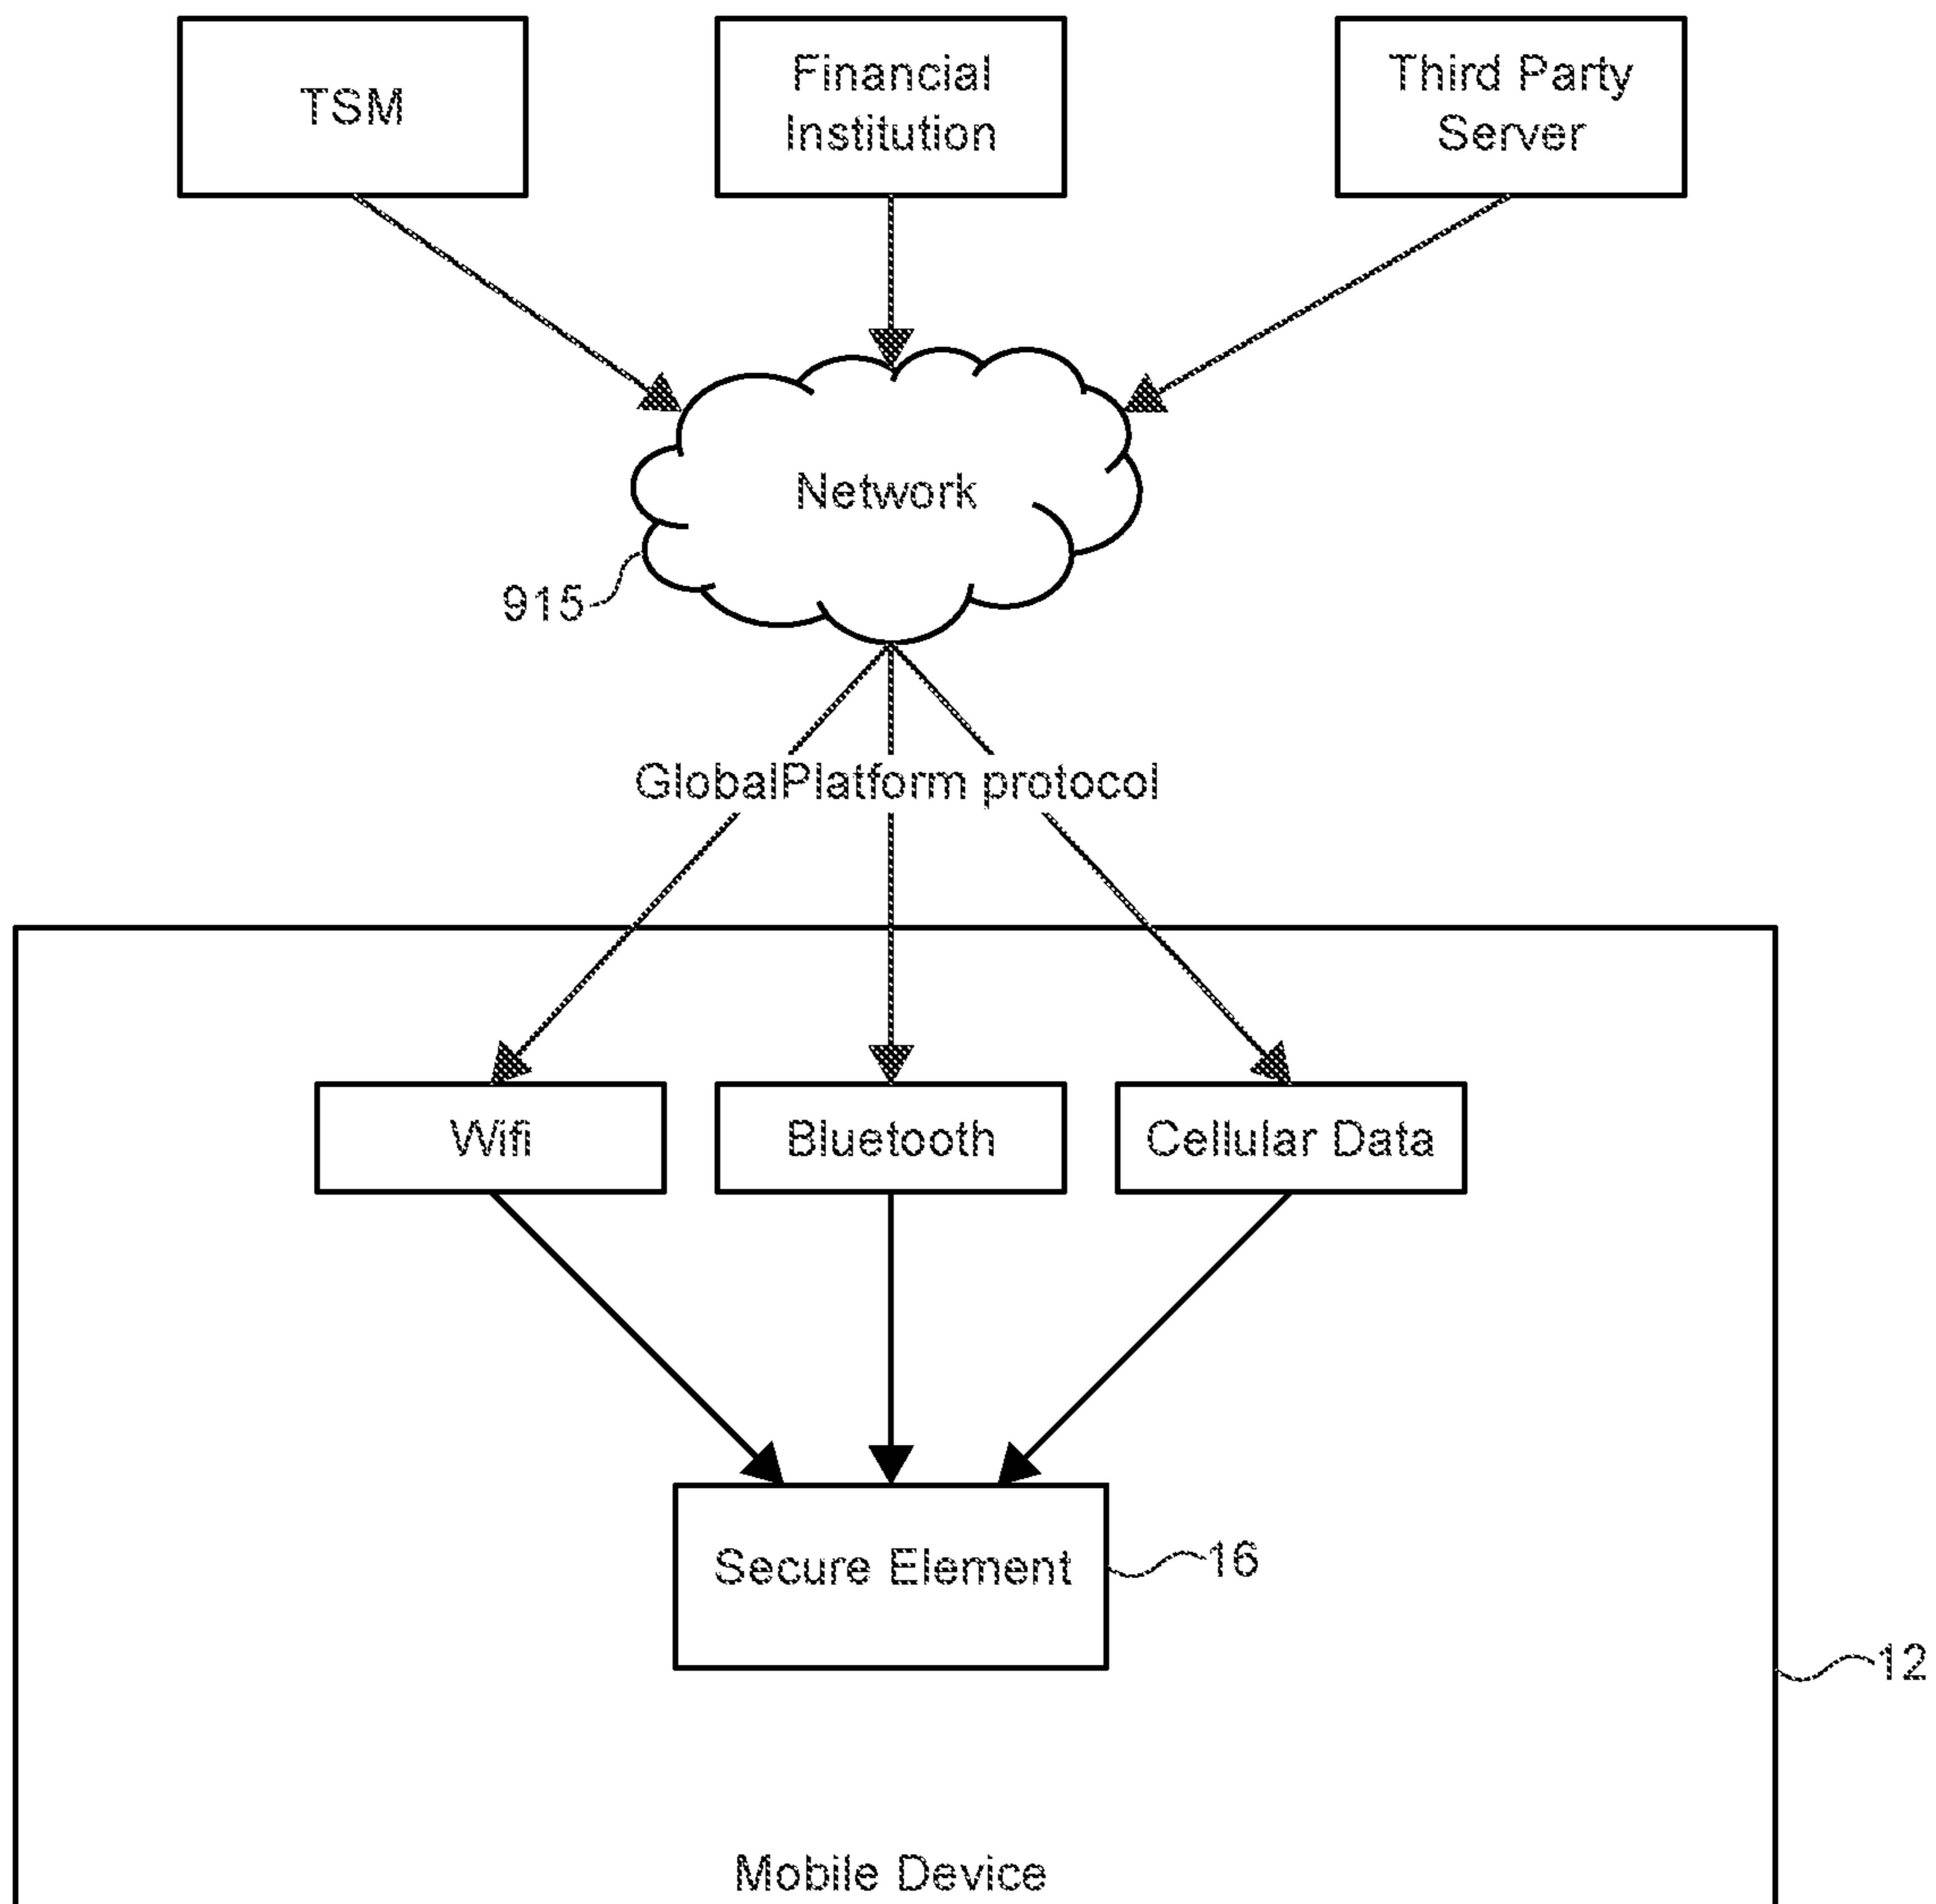 TSM
Financial
Institution
Third Party
Server
Network
915
GlobalPlatform protocol
Wifi
Bluetooth
Cellular Data
Secure Element
16
12
Mobile Device